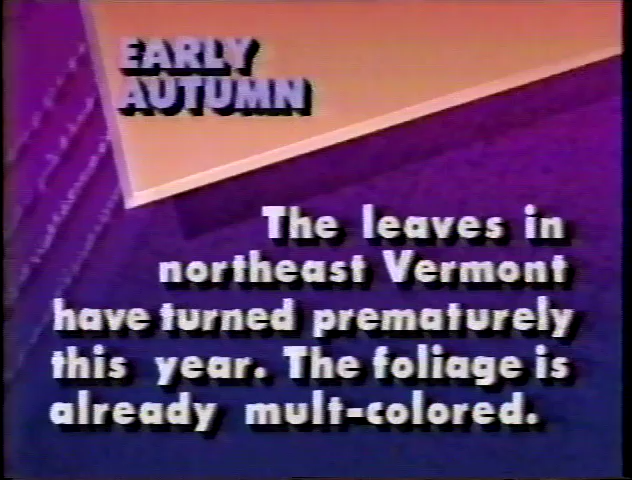 EARLY
AUTUMN
The leaves in
northeast Vermont
have turned prematurely
this year. The foliage is
already mult-colored.